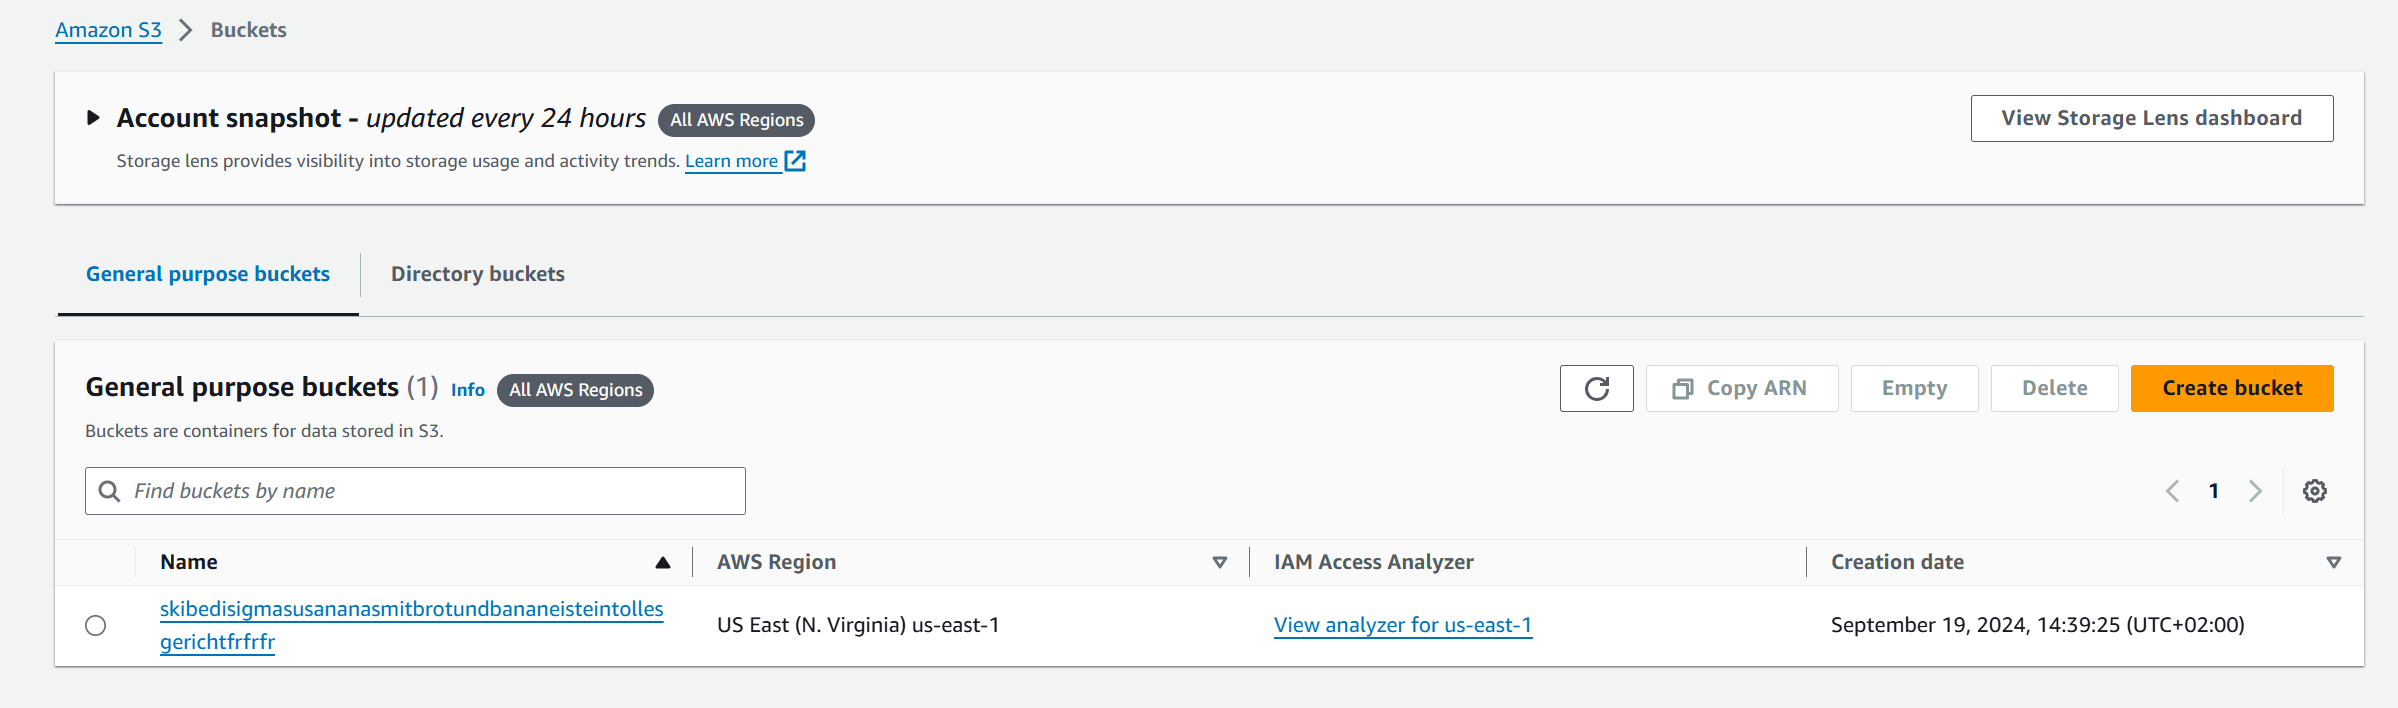 Amazon S3 > Buckets
Account snapshot - updated every 24 hours All AWS Regions
View Storage Lens dashboard
Storage lens provides visibility into storage usage and activity trends. Learn more
General purpose buckets
Directory buckets
General purpose buckets (1) Info All AWS Regions
Copy ARN
Empty
Delete
Create bucket
Buckets are containers for data stored in S3.
Find buckets by name
1
Name
AWS Region
IAM Access Analyzer
Creation date
skibedisigmasusananasmitbrotundbananeisteintolles
gerichtfrfrfr
US East (N. Virginia) us-east-1
View analyzer for us-east-1
September 19, 2024, 14:39:25 (UTC+02:00)